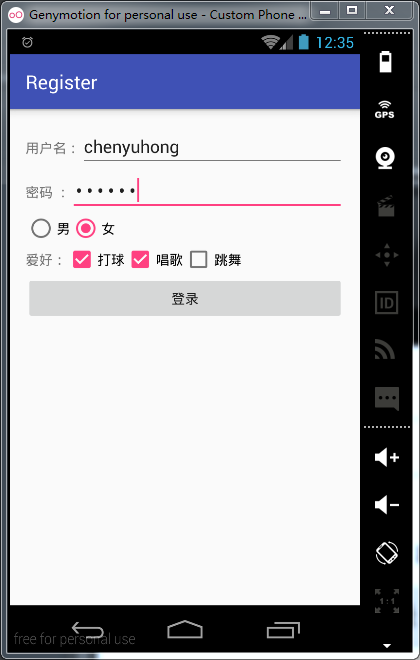 Genymotion for personal use - Custom Phone ...
12:35
Register
GPS
用户名： chenyuhong
密码 ： ••••••
男 女
ID
爱好： 打球 唱歌 跳舞
登录
1:1
free for personal use